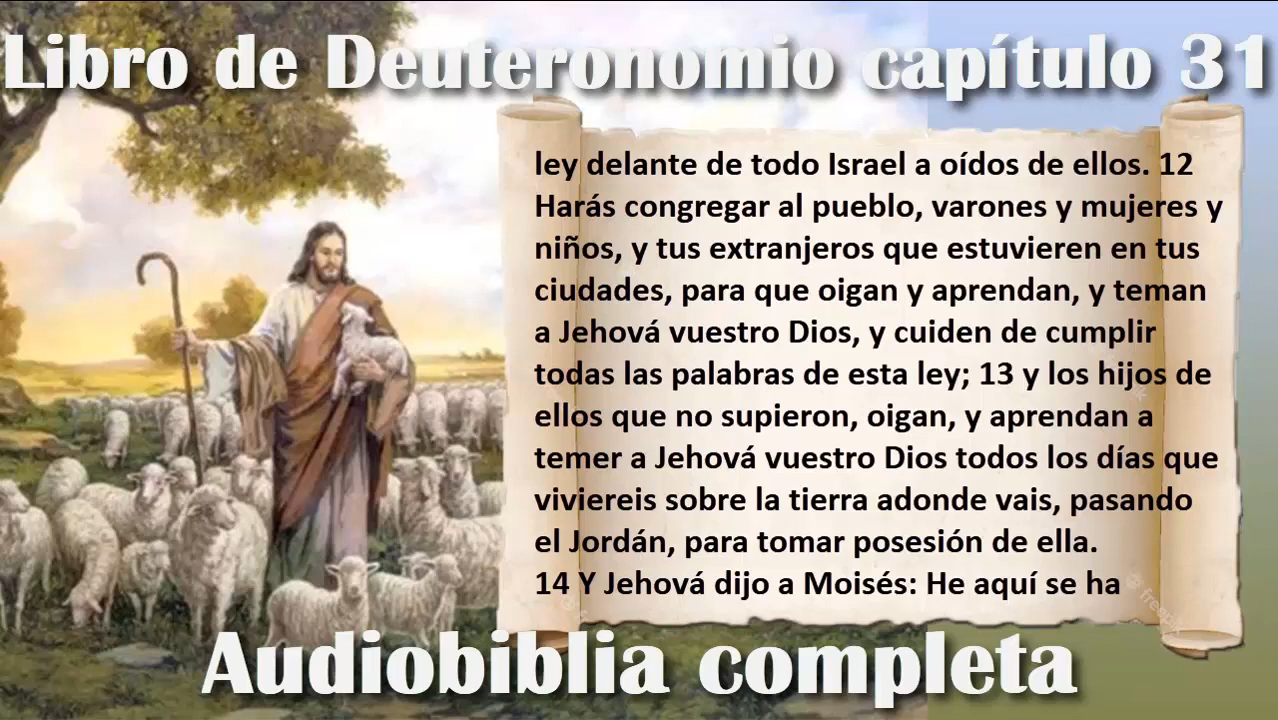 Libro de Deuteronomio capítulo 31
ley delante de todo Israel a oídos de ellos. 12
Harás congregar al pueblo, varones y mujeres y
niños, y tus extranjeros que estuvieren en tus
ciudades, para que oigan y aprendan, y teman
a Jehová vuestro Dios, y cuiden de cumplir
todas las palabras de esta ley; 13 y los hijos de
ellos que no supieron, oigan, y aprendan a
temer a Jehová vuestro Dios todos los días que
viviereis sobre la tierra adonde vais, pasando
el Jordán, para tomar posesión de ella.
14 Y Jehová dijo a Moisés: He aquí se ha
Audiobiblia completa